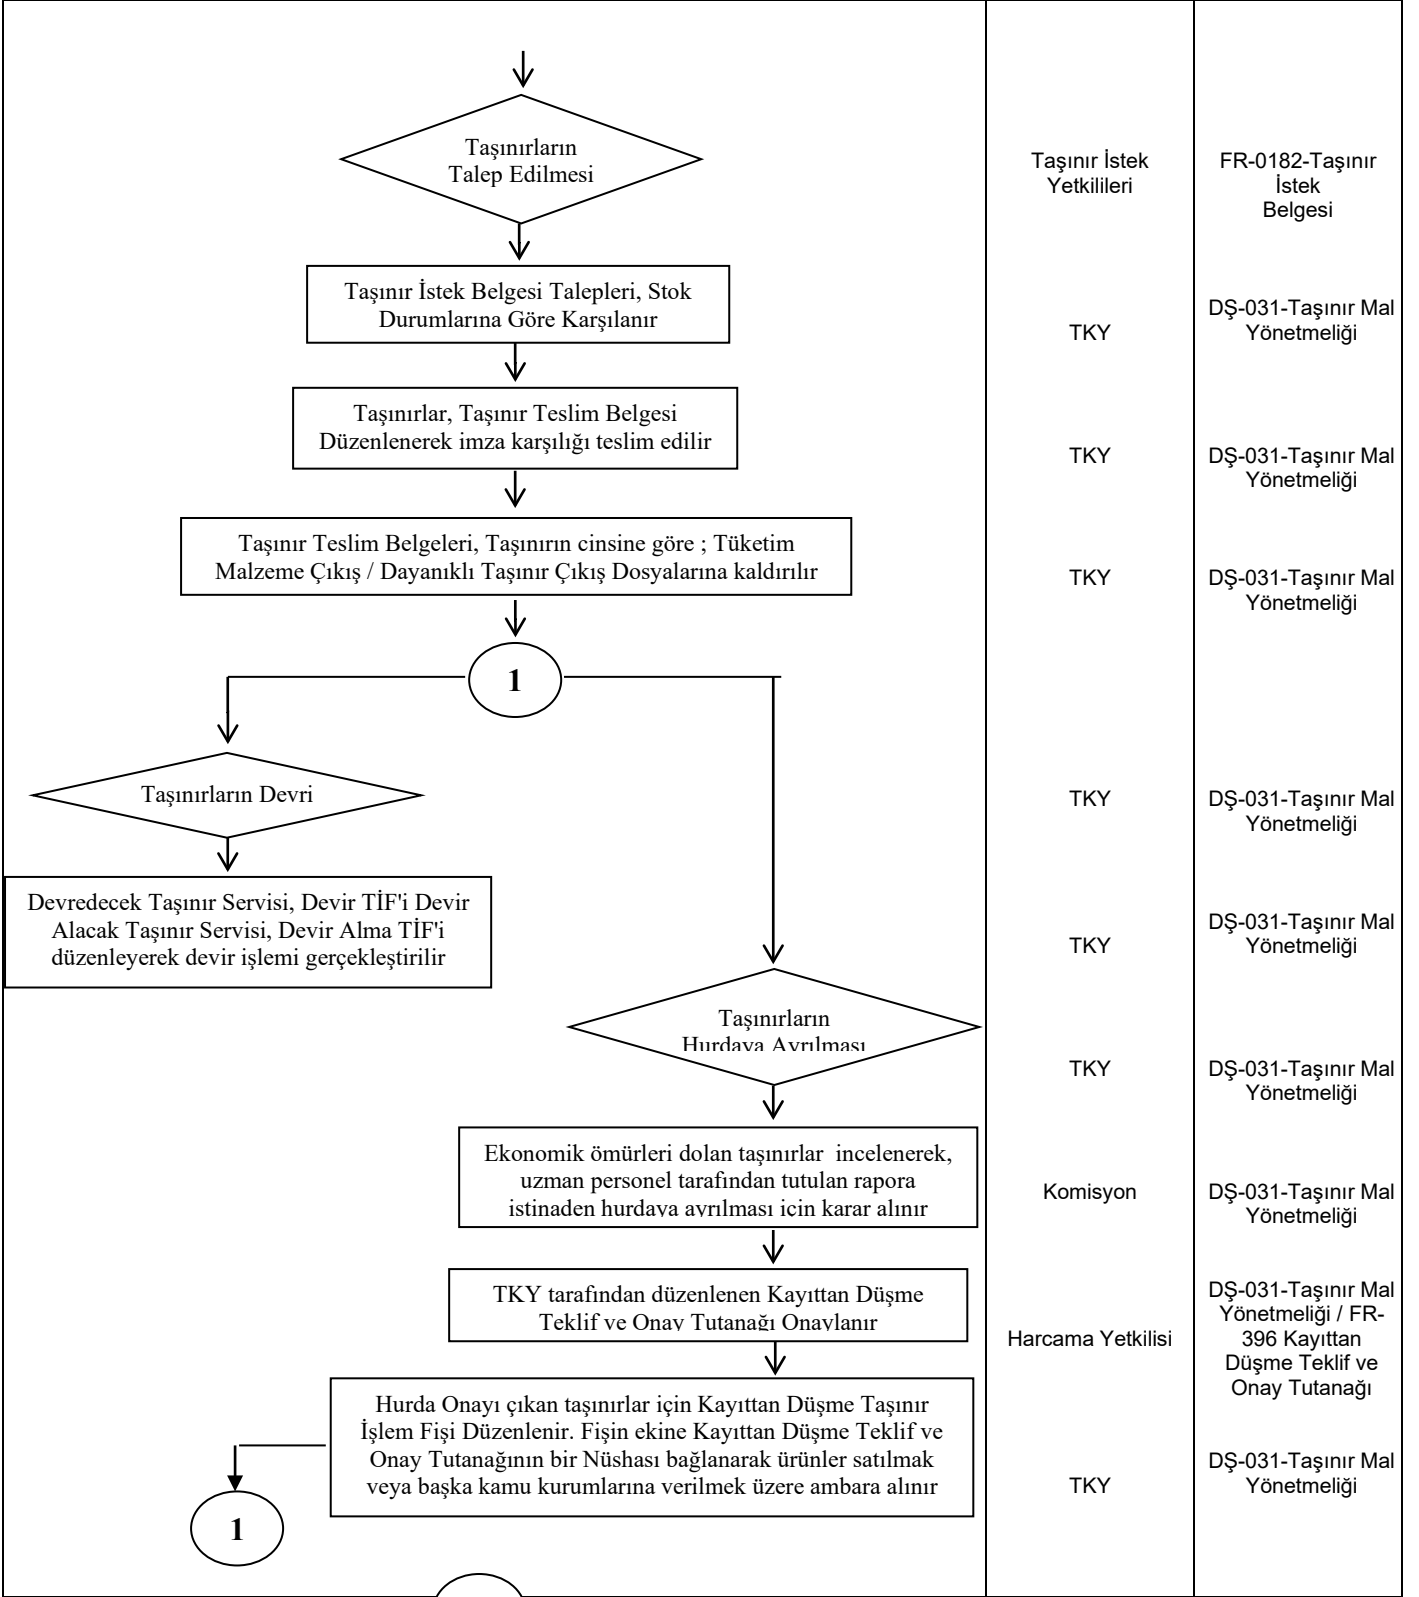 Taşınırların
Talep Edilmesi
Taşınır İstek
Yetkilileri
FR-0182-Taşınır
İstek
Belgesi
Taşınır İstek Belgesi Talepleri, Stok
Durumlarına Göre Karşılanır
TKY
DŞ-031-Taşınır Mal
Yönetmeliği
Taşınırlar, Taşınır Teslim Belgesi
Düzenlenerek imza karşılığı teslim edilir
TKY
DŞ-031-Taşınır Mal
Yönetmeliği
Taşınır Teslim Belgeleri, Taşınırın cinsine göre ; Tüketim
Malzeme Çıkış / Dayanıklı Taşınır Çıkış Dosyalarına kaldırılır
TKY
DŞ-031-Taşınır Mal
Yönetmeliği
1
Taşınırların Devri
TKY
DŞ-031-Taşınır Mal
Yönetmeliği
Devredecek Taşınır Servisi, Devir TİF'i Devir
Alacak Taşınır Servisi, Devir Alma TİF'i
düzenleyerek devir işlemi gerçekleştirilir
TKY
DŞ-031-Taşınır Mal
Yönetmeliği
Taşınırların
Hurdaya Ayrılması
TKY
DŞ-031-Taşınır Mal
Yönetmeliği
Ekonomik ömürleri dolan taşınırlar incelenerek,
uzman personel tarafından tutulan rapora
istinaden hurdaya ayrılması için karar alınır
Komisyon
DŞ-031-Taşınır Mal
Yönetmeliği
TKY tarafından düzenlenen Kayıttan Düşme
Teklif ve Onay Tutanağı Onaylanır
Harcama Yetkilisi
DŞ-031-Taşınır Mal
Yönetmeliği / FR-
396 Kayıttan
Düşme Teklif ve
Onay Tutanağı
Hurda Onayı çıkan taşınırlar için Kayıttan Düşme Taşınır
İşlem Fişi Düzenlenir. Fişin ekine Kayıttan Düşme Teklif ve
Onay Tutanağının bir Nüshası bağlanarak ürünler satılmak
veya başka kamu kurumlarına verilmek üzere ambara alınır
TKY
DŞ-031-Taşınır Mal
Yönetmeliği
1